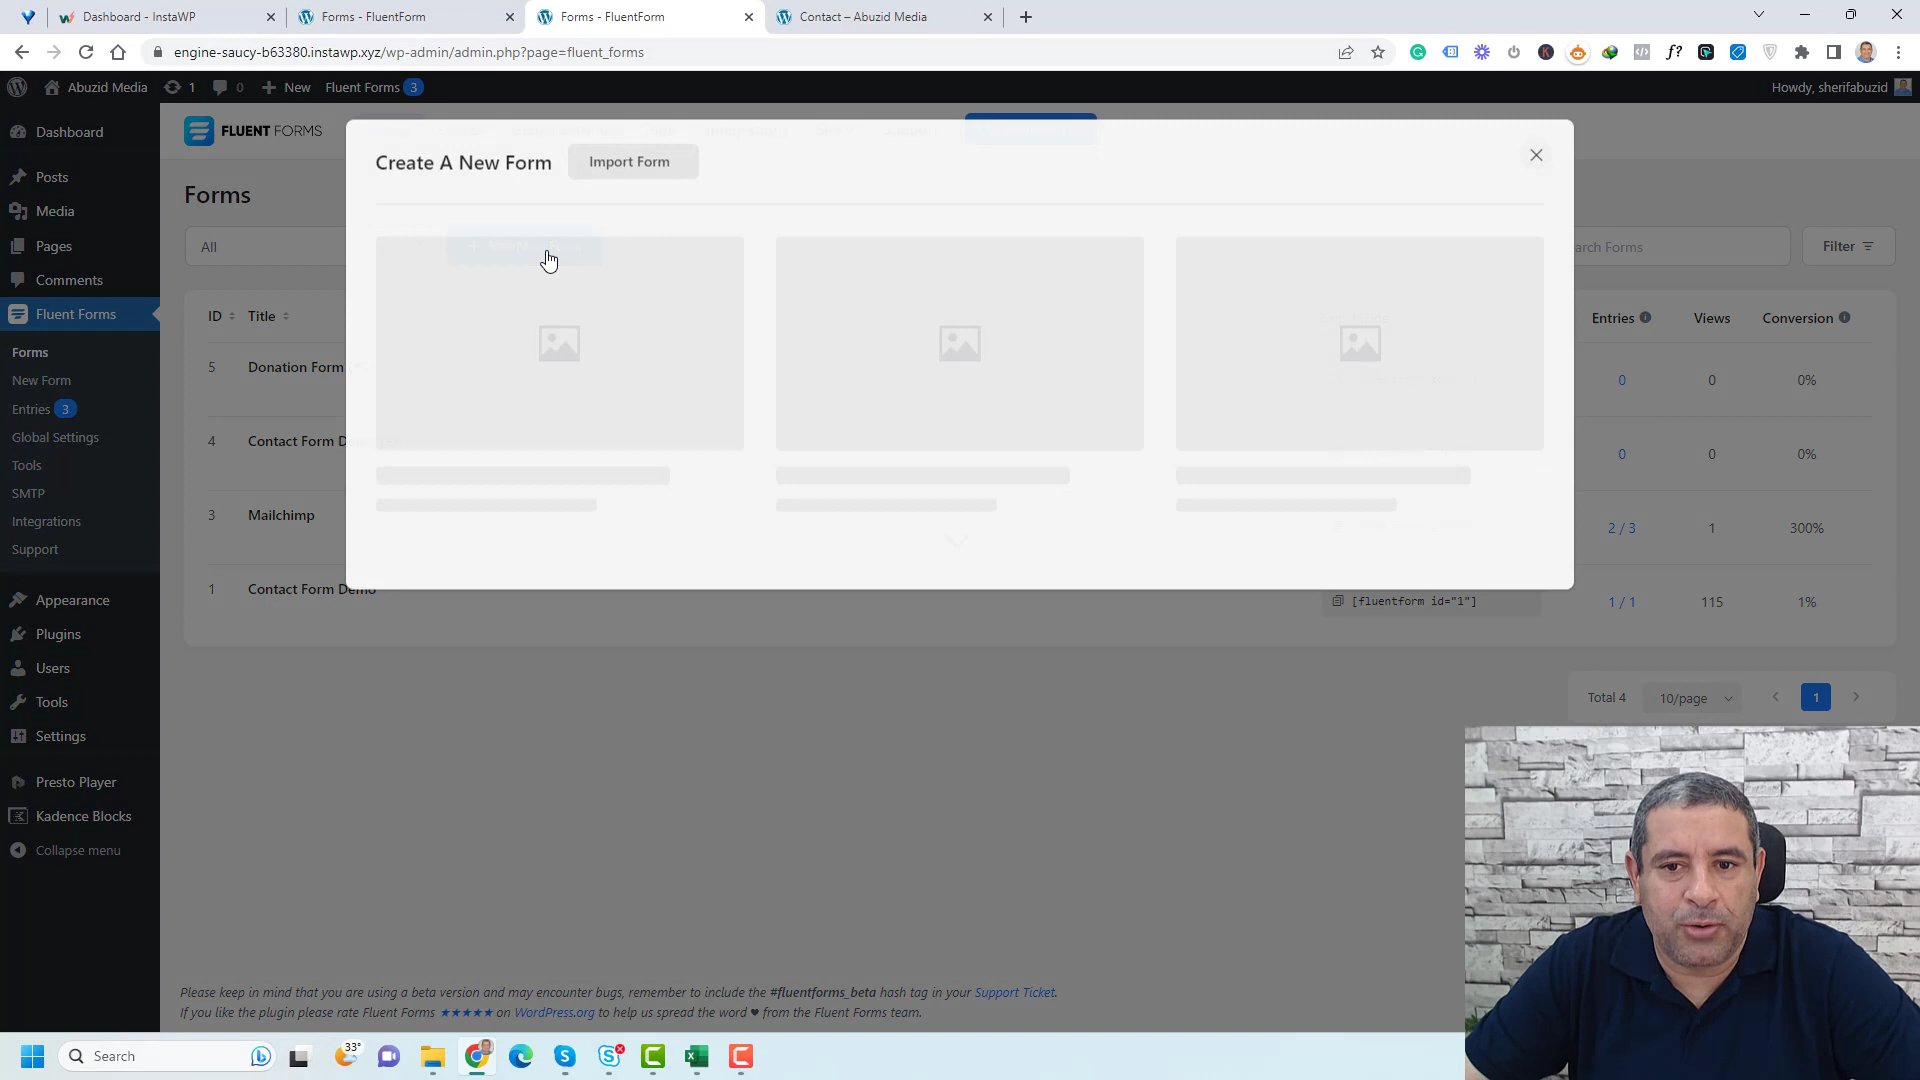 Dashboard - InstaWP
Forms - FluentForm
Forms - FluentForm
Contact – Abuzid Media
engine-saucy-b63380.instawp.xyz/wp-admin/admin.php?page=fluent_forms
Abuzid Media
1
0
New
Fluent Forms 3
Howdy, sherifabuzid
Dashboard
Posts
Media
Pages
Comments
Fluent Forms
Forms
New Form
Entries 3
Global Settings
Tools
SMTP
Integrations
Support
Appearance
Plugins
Users
Tools
Settings
Presto Player
Kadence Blocks
Collapse menu
FLUENT FORMS
Forms
All
Create A New Form
Import Form
Forms
Filter
ID Title
Entries Views Conversion
5 Donation Form
0 0 0%
4 Contact Form
0 0 0%
3 Mailchimp
2 / 3 1 300%
1 Contact Form Demo
[fluentform id="1"]
1 / 1 115 1%
Total 4 10/page 1
Please keep in mind that you are using a beta version and may encounter bugs, remember to include the #fluentforms_beta hash tag in your Support Ticket.
If you like the plugin please rate Fluent Forms ★★★★★ on WordPress.org to help us spread the word ♥ from the Fluent Forms team.
Search
33°